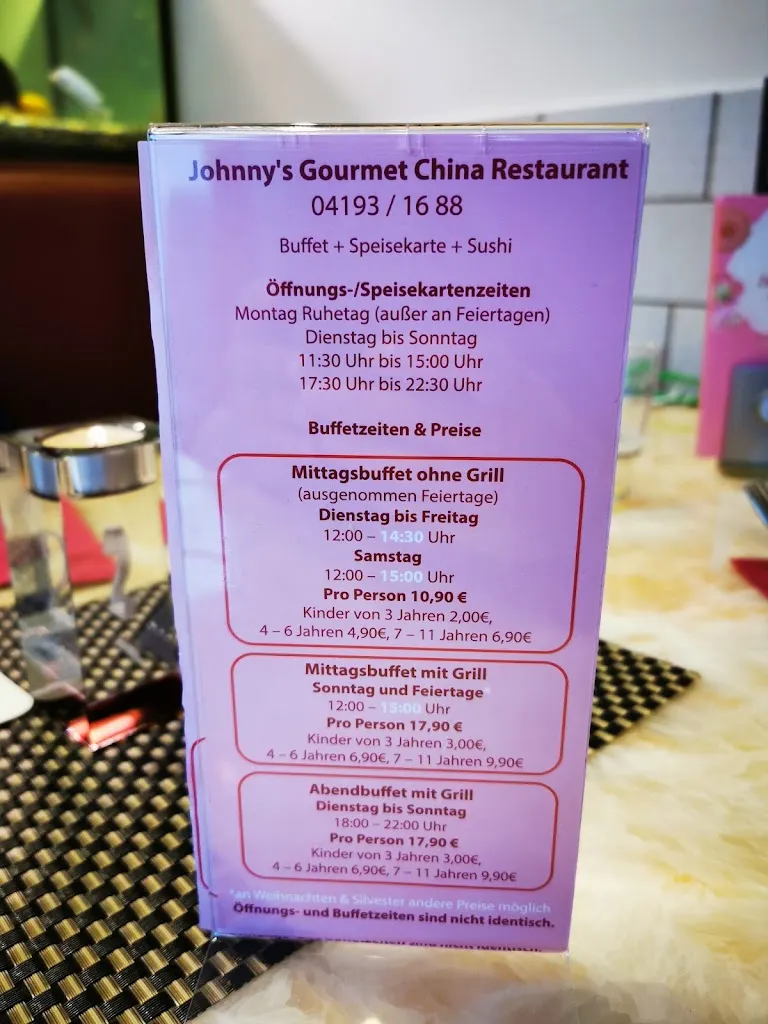 Johnny's Gourmet China Restaurant
04193 / 16 88
Buffet + Speisekarte + Sushi
Öffnungs-/Speisekartenzeiten
Montag Ruhetag (außer an Feiertagen)
Dienstag bis Sonntag
11:30 Uhr bis 15:00 Uhr
17:30 Uhr bis 22:30 Uhr
Buffetzeiten & Preise
Mittagsbuffet ohne Grill
(ausgenommen Feiertage)
Dienstag bis Freitag
12:00 – 14:30 Uhr
Samstag
12:00 – 15:00 Uhr
Pro Person 10,90 €
Kinder von 3 Jahren 2,00€,
4 – 6 Jahren 4,90€, 7 – 11 Jahren 6,90€
Mittagsbuffet mit Grill
Sonntag und Feiertage*
12:00 – 15:00 Uhr
Pro Person 17,90 €
Kinder von 3 Jahren 3,00€,
4 – 6 Jahren 6,90€, 7 – 11 Jahren 9,90€
Abendbuffet mit Grill
Dienstag bis Sonntag
18:00 – 22:00 Uhr
Pro Person 17,90 €
Kinder von 3 Jahren 3,00€,
4 – 6 Jahren 6,90€, 7 – 11 Jahren 9,90€
*an Weihnachten & Silvester andere Preise möglich
Öffnungs- und Buffetzeiten sind nicht identisch.